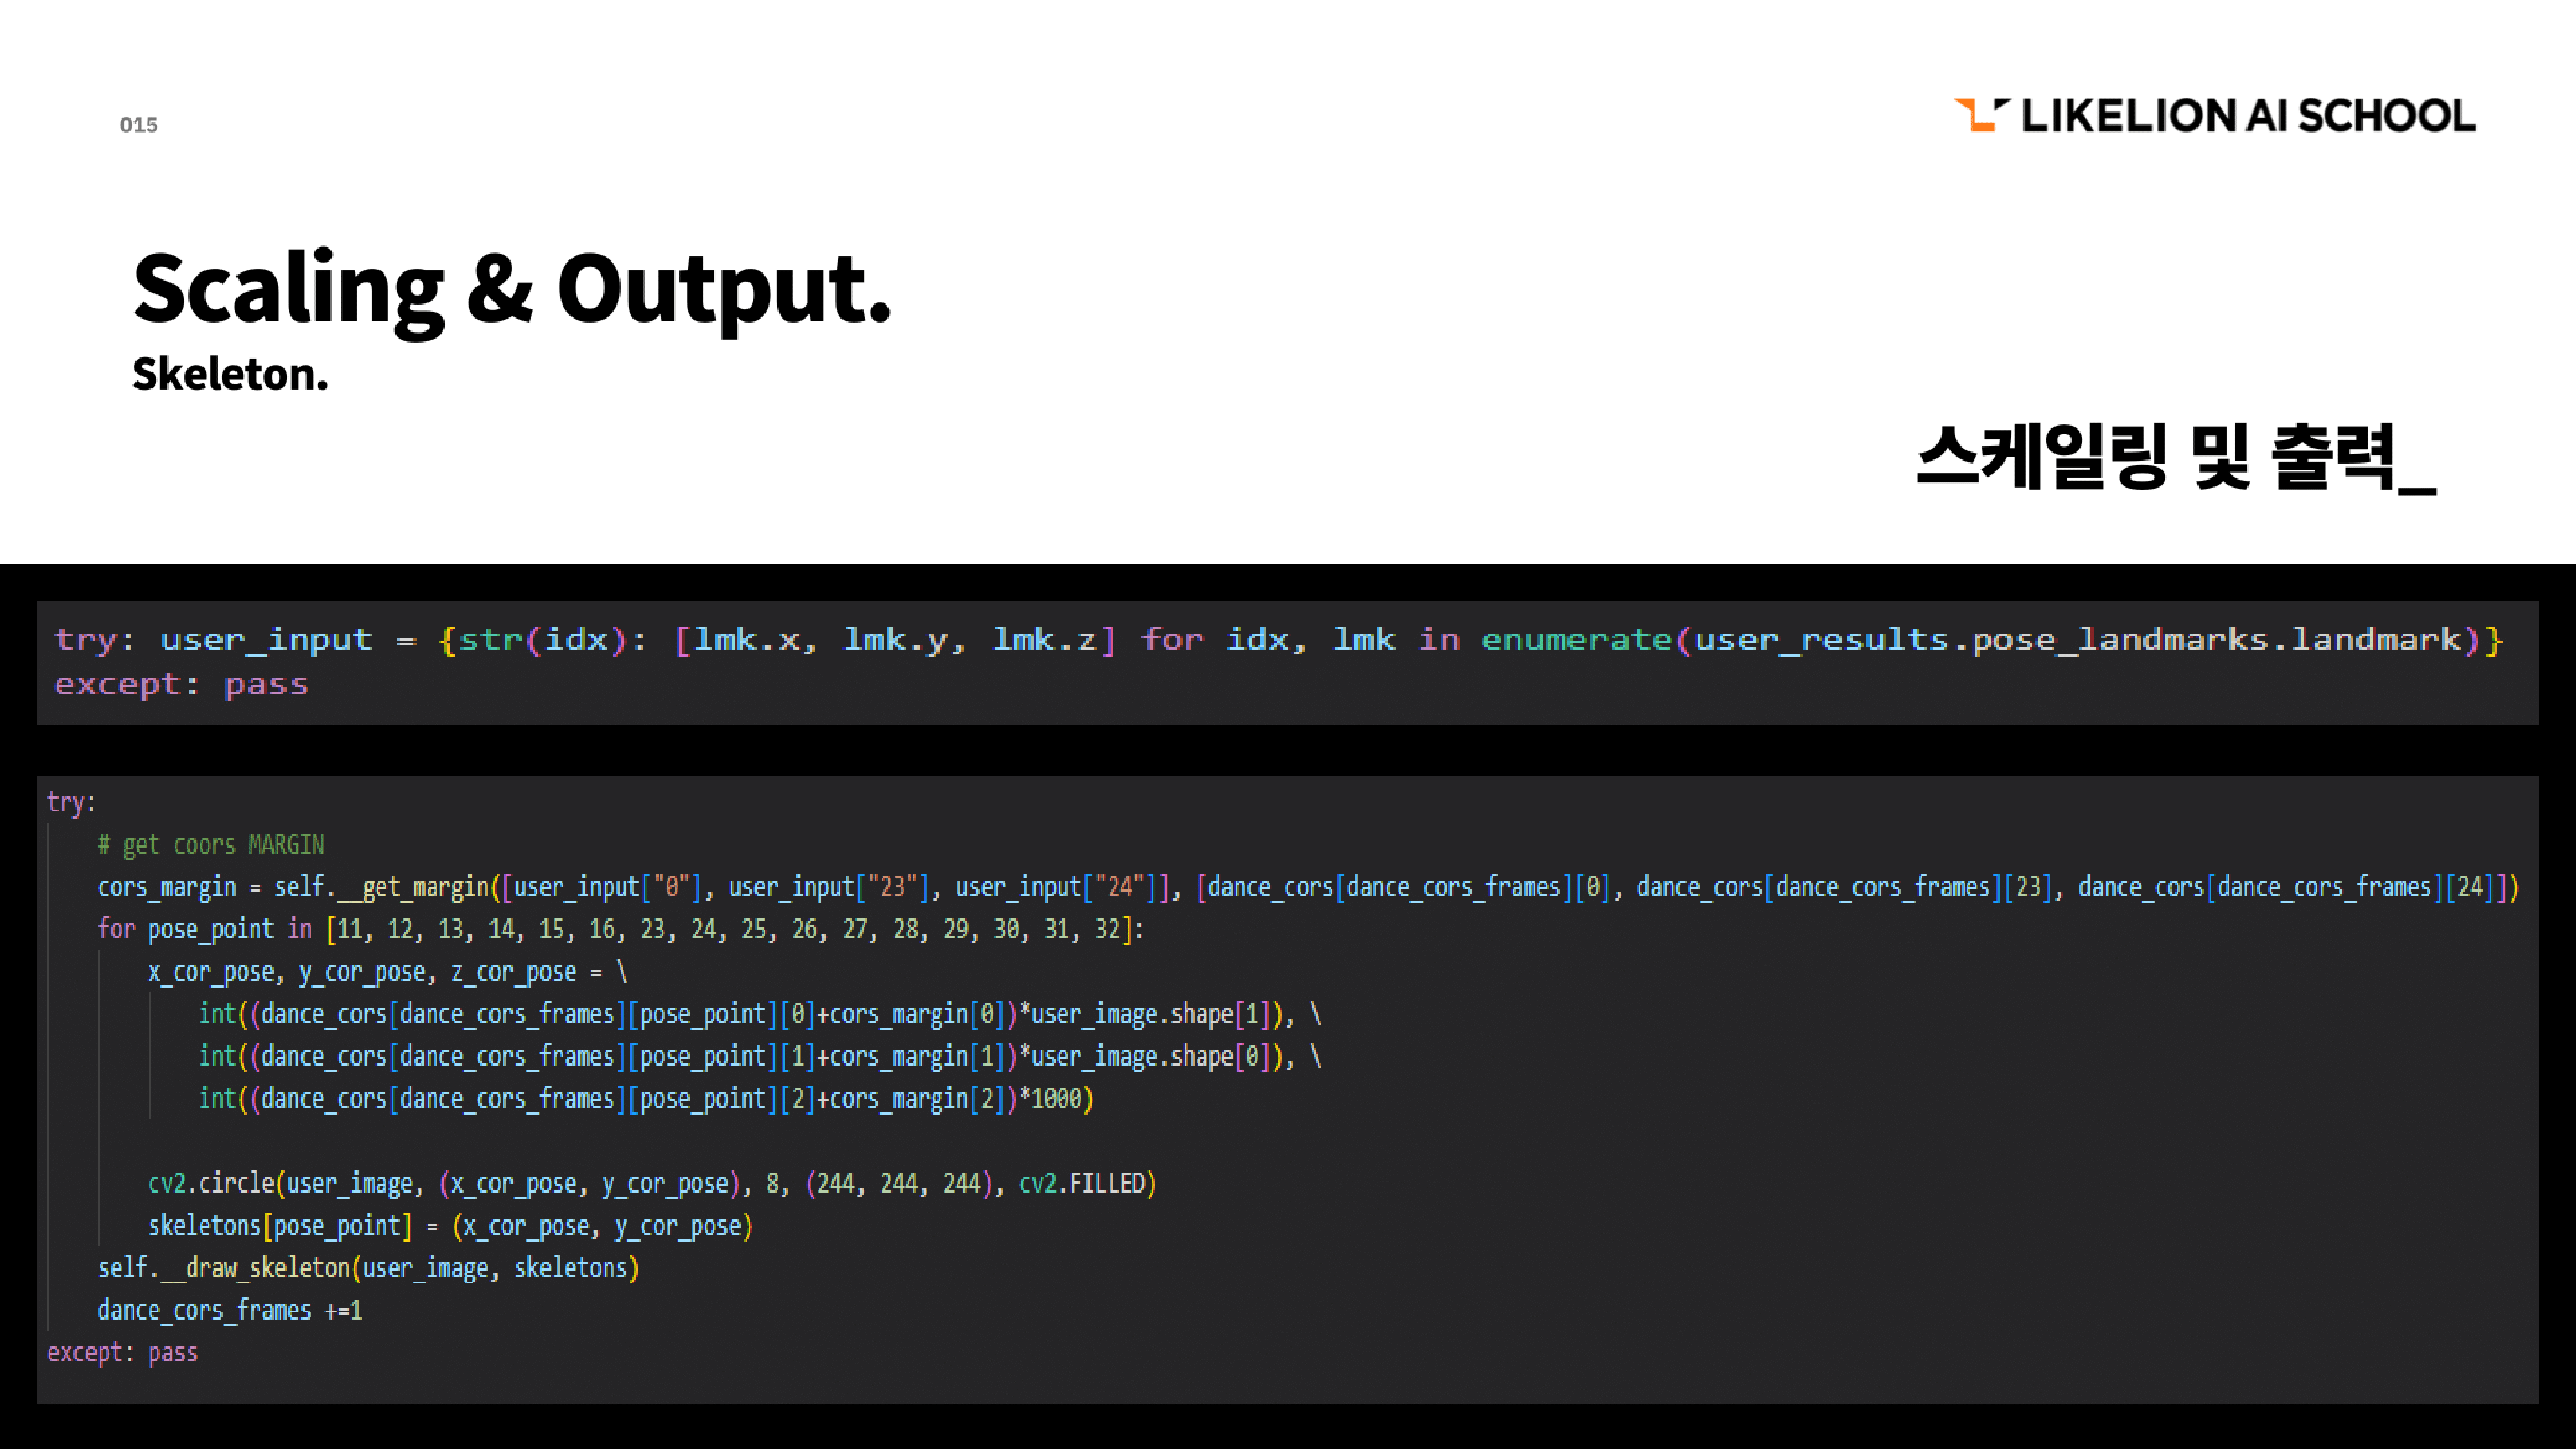 015
LIKELION AI SCHOOL
Scaling & Output.
Skeleton.
스케일링 및 출력_
try: user_input = {str(idx): [lmk.x, lmk.y, lmk.z] for idx, lmk in enumerate(user_results.pose_landmarks.landmark)}
except: pass
try:
    # get coors MARGIN
    cors_margin = self.__get_margin([user_input["0"], user_input["23"], user_input["24"]], [dance_cors[dance_cors_frames][0], dance_cors[dance_cors_frames][23], dance_cors[dance_cors_frames][24]])
    for pose_point in [11, 12, 13, 14, 15, 16, 23, 24, 25, 26, 27, 28, 29, 30, 31, 32]:
        x_cor_pose, y_cor_pose, z_cor_pose = \
            int((dance_cors[dance_cors_frames][pose_point][0]+cors_margin[0])*user_image.shape[1]), \
            int((dance_cors[dance_cors_frames][pose_point][1]+cors_margin[1])*user_image.shape[0]), \
            int((dance_cors[dance_cors_frames][pose_point][2]+cors_margin[2])*1000)
        cv2.circle(user_image, (x_cor_pose, y_cor_pose), 8, (244, 244, 244), cv2.FILLED)
        skeletons[pose_point] = (x_cor_pose, y_cor_pose)
    self.__draw_skeleton(user_image, skeletons)
    dance_cors_frames +=1
except: pass